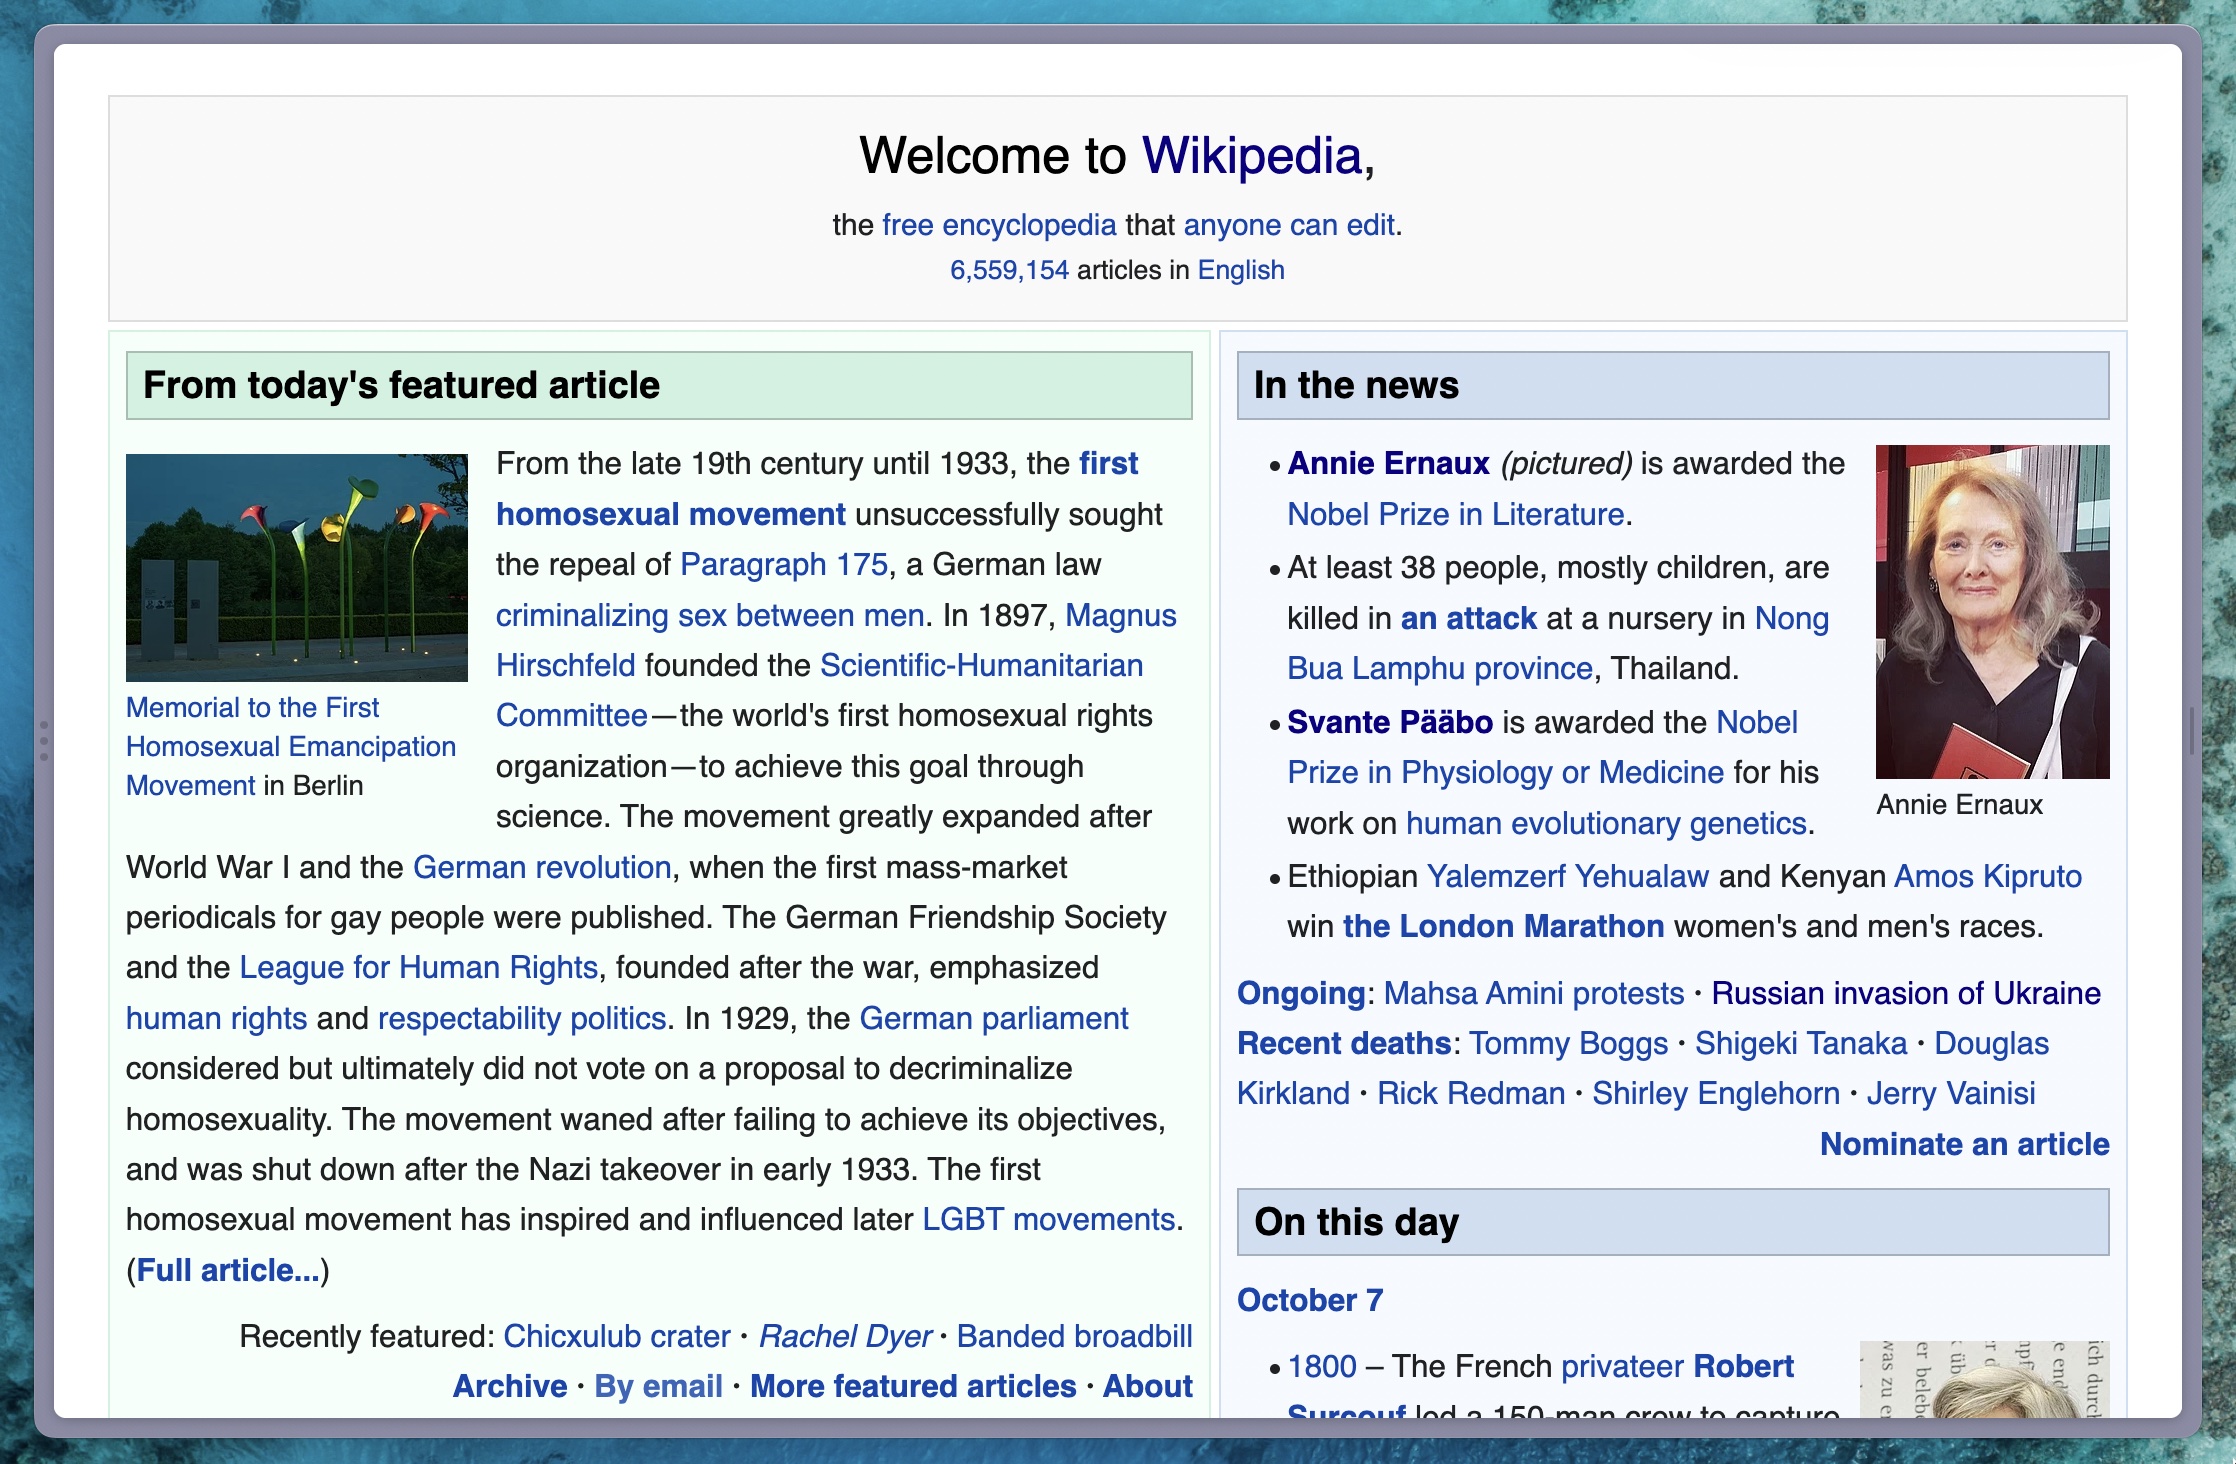 Welcome to Wikipedia,
the free encyclopedia that anyone can edit.
6,559,154 articles in English
From today's featured article
Memorial to the First
Homosexual Emancipation
Movement in Berlin
From the late 19th century until 1933, the first
homosexual movement unsuccessfully sought
the repeal of Paragraph 175, a German law
criminalizing sex between men. In 1897, Magnus
Hirschfeld founded the Scientific-Humanitarian
Committee—the world's first homosexual rights
organization—to achieve this goal through
science. The movement greatly expanded after
World War I and the German revolution, when the first mass-market
periodicals for gay people were published. The German Friendship Society
and the League for Human Rights, founded after the war, emphasized
human rights and respectability politics. In 1929, the German parliament
considered but ultimately did not vote on a proposal to decriminalize
homosexuality. The movement waned after failing to achieve its objectives,
and was shut down after the Nazi takeover in early 1933. The first
homosexual movement has inspired and influenced later LGBT movements.
(Full article...)
Recently featured: Chicxulub crater · Rachel Dyer · Banded broadbill
Archive · By email · More featured articles · About
In the news
• Annie Ernaux (pictured) is awarded the
Nobel Prize in Literature.
• At least 38 people, mostly children, are
killed in an attack at a nursery in Nong
Bua Lamphu province, Thailand.
• Svante Pääbo is awarded the Nobel
Prize in Physiology or Medicine for his
work on human evolutionary genetics.
Annie Ernaux
• Ethiopian Yalemzerf Yehualaw and Kenyan Amos Kipruto
win the London Marathon women's and men's races.
Ongoing: Mahsa Amini protests · Russian invasion of Ukraine
Recent deaths: Tommy Boggs · Shigeki Tanaka · Douglas
Kirkland · Rick Redman · Shirley Englehorn · Jerry Vainisi
Nominate an article
On this day
October 7
• 1800 – The French privateer Robert
Surcouf led a 150-man crew to capture